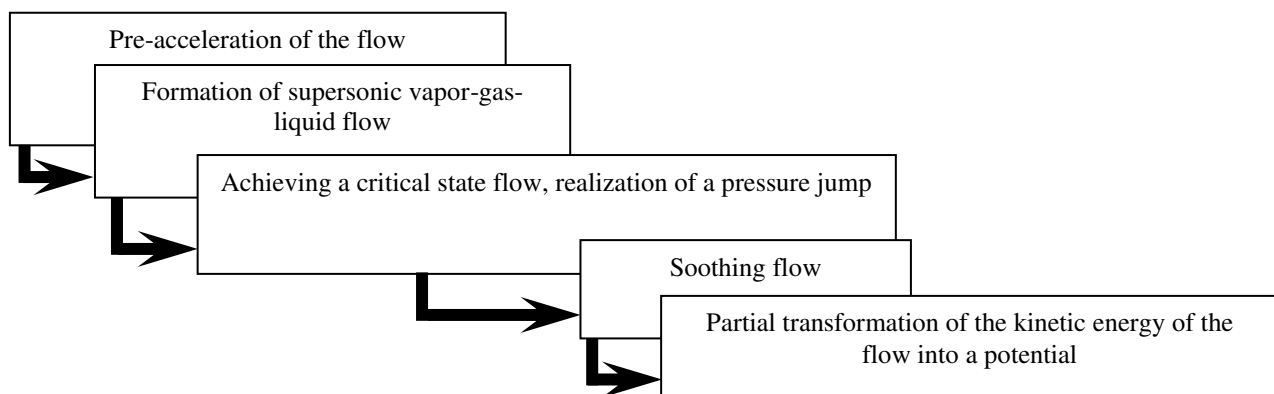 Pre-acceleration of the flow
Formation of supersonic vapor-gas-
liquid flow
Achieving a critical state flow, realization of a pressure jump
Soothing flow
Partial transformation of the kinetic energy of the
flow into a potential